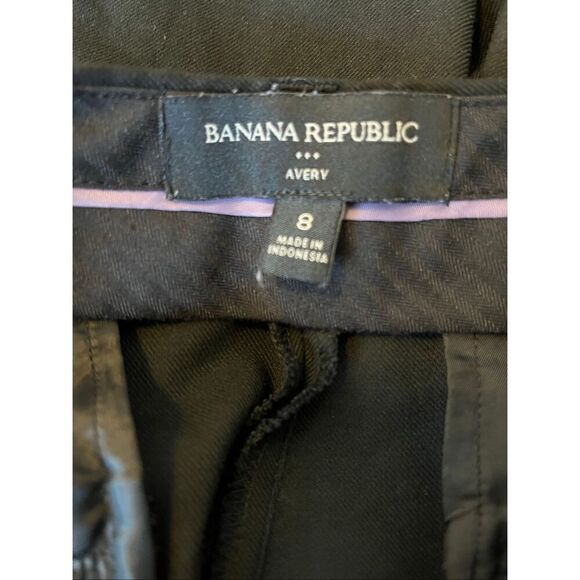 BANANA REPUBLIC
AVERY
8
MADE IN
INDONESIA